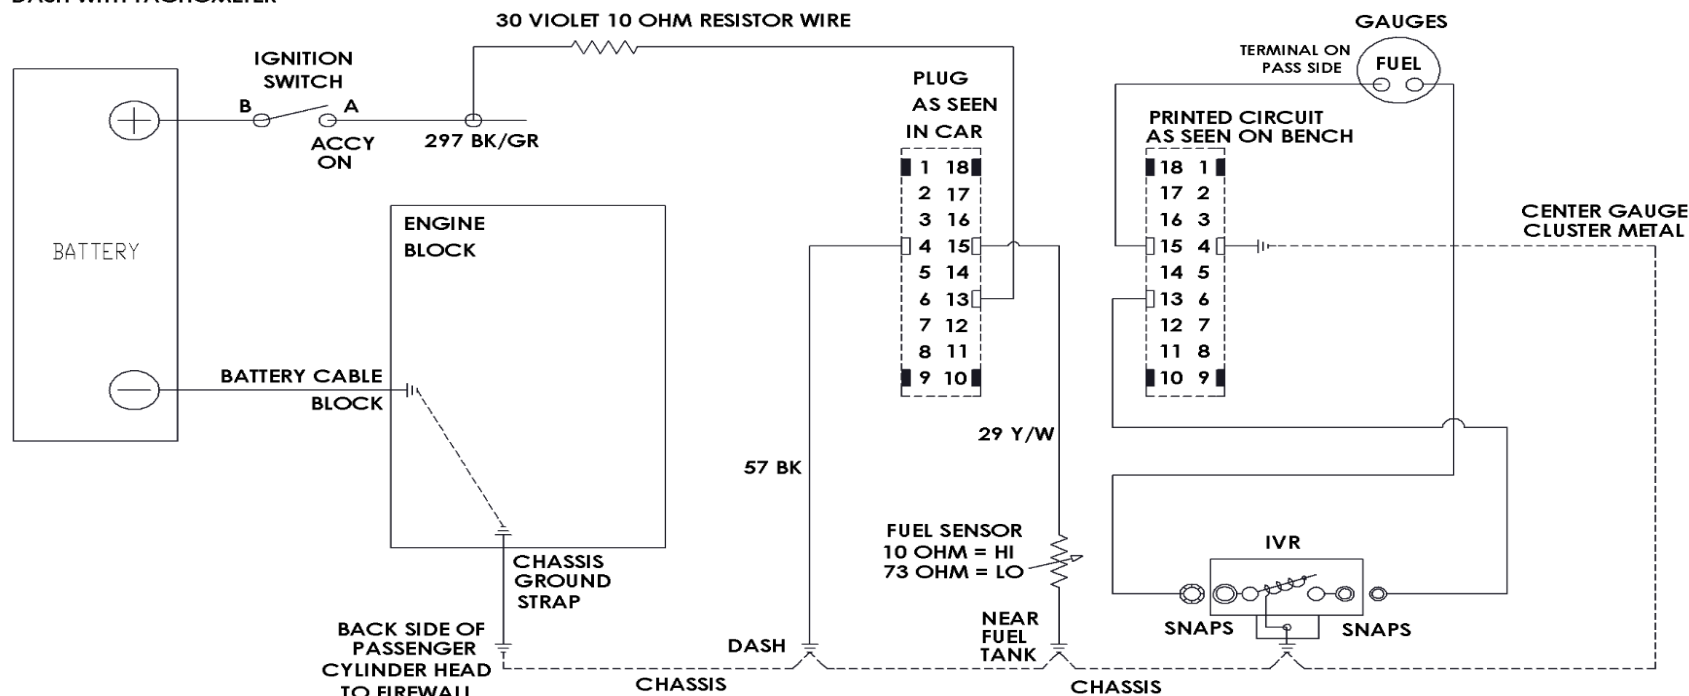 DASH WITH TACHOMETER
30 VIOLET 10 OHM RESISTOR WIRE
GAUGES
TERMINAL ON
PASS SIDE
FUEL
IGNITION
SWITCH
B
A
ACCY
ON
297 BK/GR
BATTERY
ENGINE
BLOCK
BATTERY CABLE
BLOCK
CHASSIS
GROUND
STRAP
BACK SIDE OF
PASSENGER
CYLINDER HEAD
TO FIREWALL
PLUG
AS SEEN
IN CAR
1 18
2 17
3 16
4 15
5 14
6 13
7 12
8 11
9 10
PRINTED CIRCUIT
AS SEEN ON BENCH
18 1
17 2
16 3
15 4
14 5
13 6
12 7
11 8
10 9
CENTER GAUGE
CLUSTER METAL
29 Y/W
57 BK
FUEL SENSOR
10 OHM = HI
73 OHM = LO
IVR
SNAPS
SNAPS
DASH
NEAR
FUEL
TANK
CHASSIS
CHASSIS